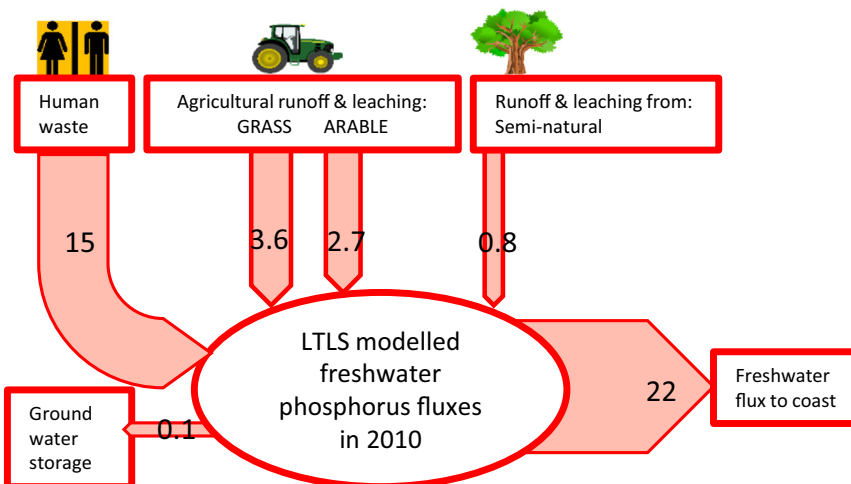 Human
waste
Agricultural runoff & leaching:
GRASS ARABLE
Runoff & leaching from:
Semi-natural
15
3.6
2.7
0.8
LTLS modelled
freshwater
phosphorus fluxes
in 2010
22
Freshwater
flux to coast
0.1
Ground
water
storage